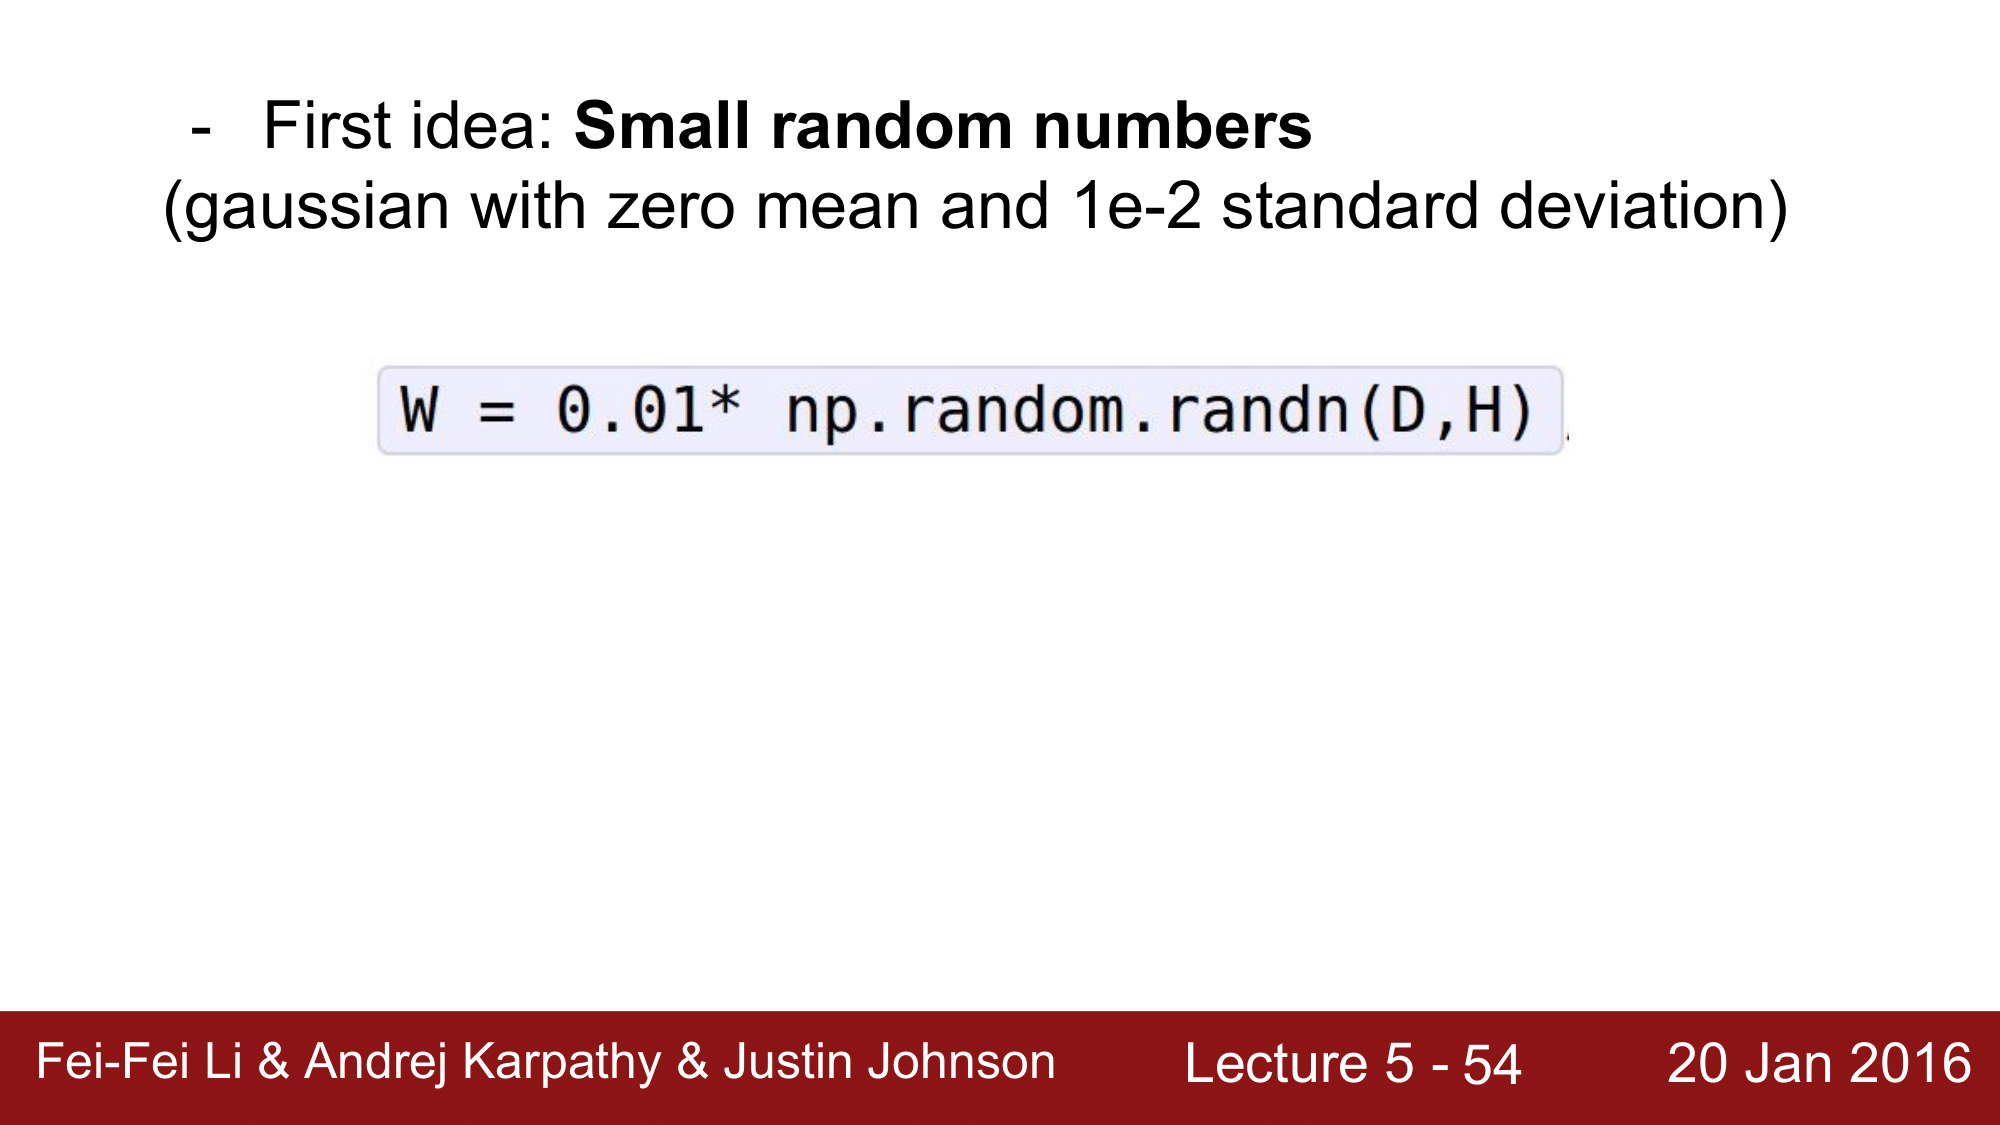 - First idea: Small random numbers
(gaussian with zero mean and 1e-2 standard deviation)
W = 0.01* np.random.randn(D,H)
Fei-Fei Li & Andrej Karpathy & Justin Johnson Lecture 5 - 54 20 Jan 2016